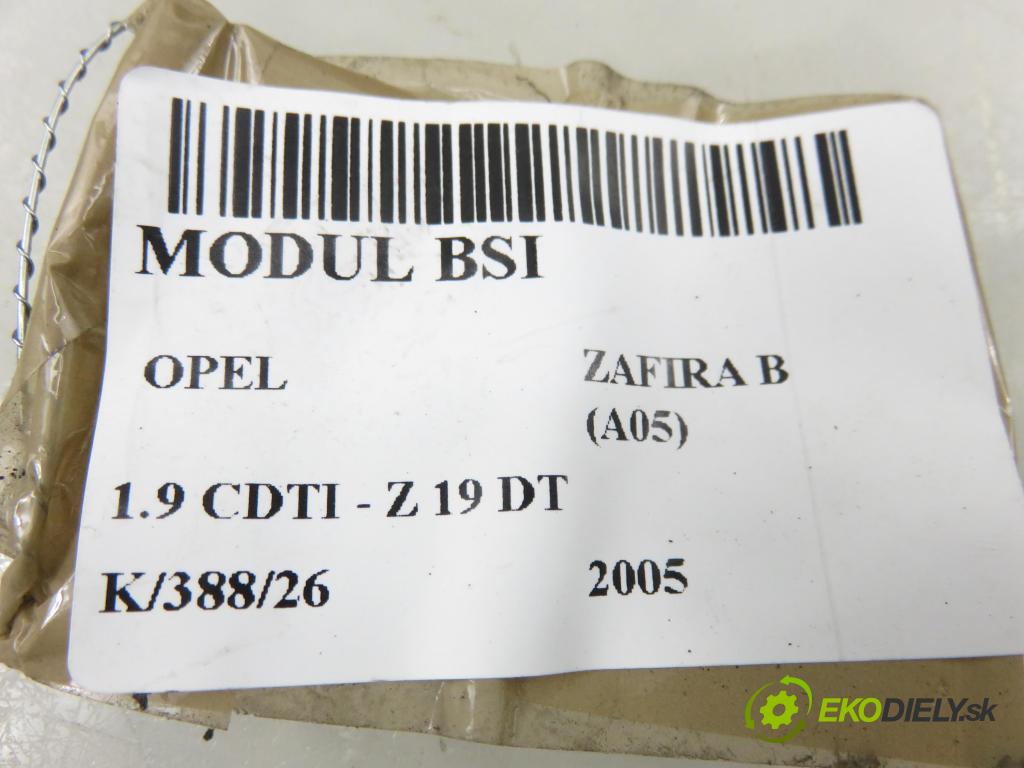 MODUL BSI
OPEL
ZAFIRA B
(A05)
1.9 CDTI - Z 19 DT
K/388/26
2005
EKODIELY.sk